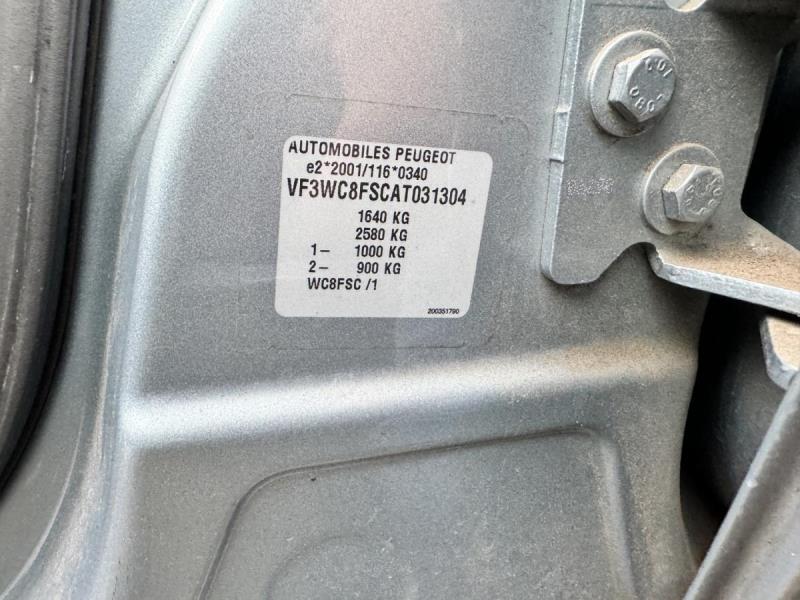 AUTOMOBILES PEUGEOT
e2*2001/116*0340
VF3WC8FSCAT031304
1640 KG
2580 KG
1- 1000 KG
2- 900 KG
WC8FSC /1
200351790